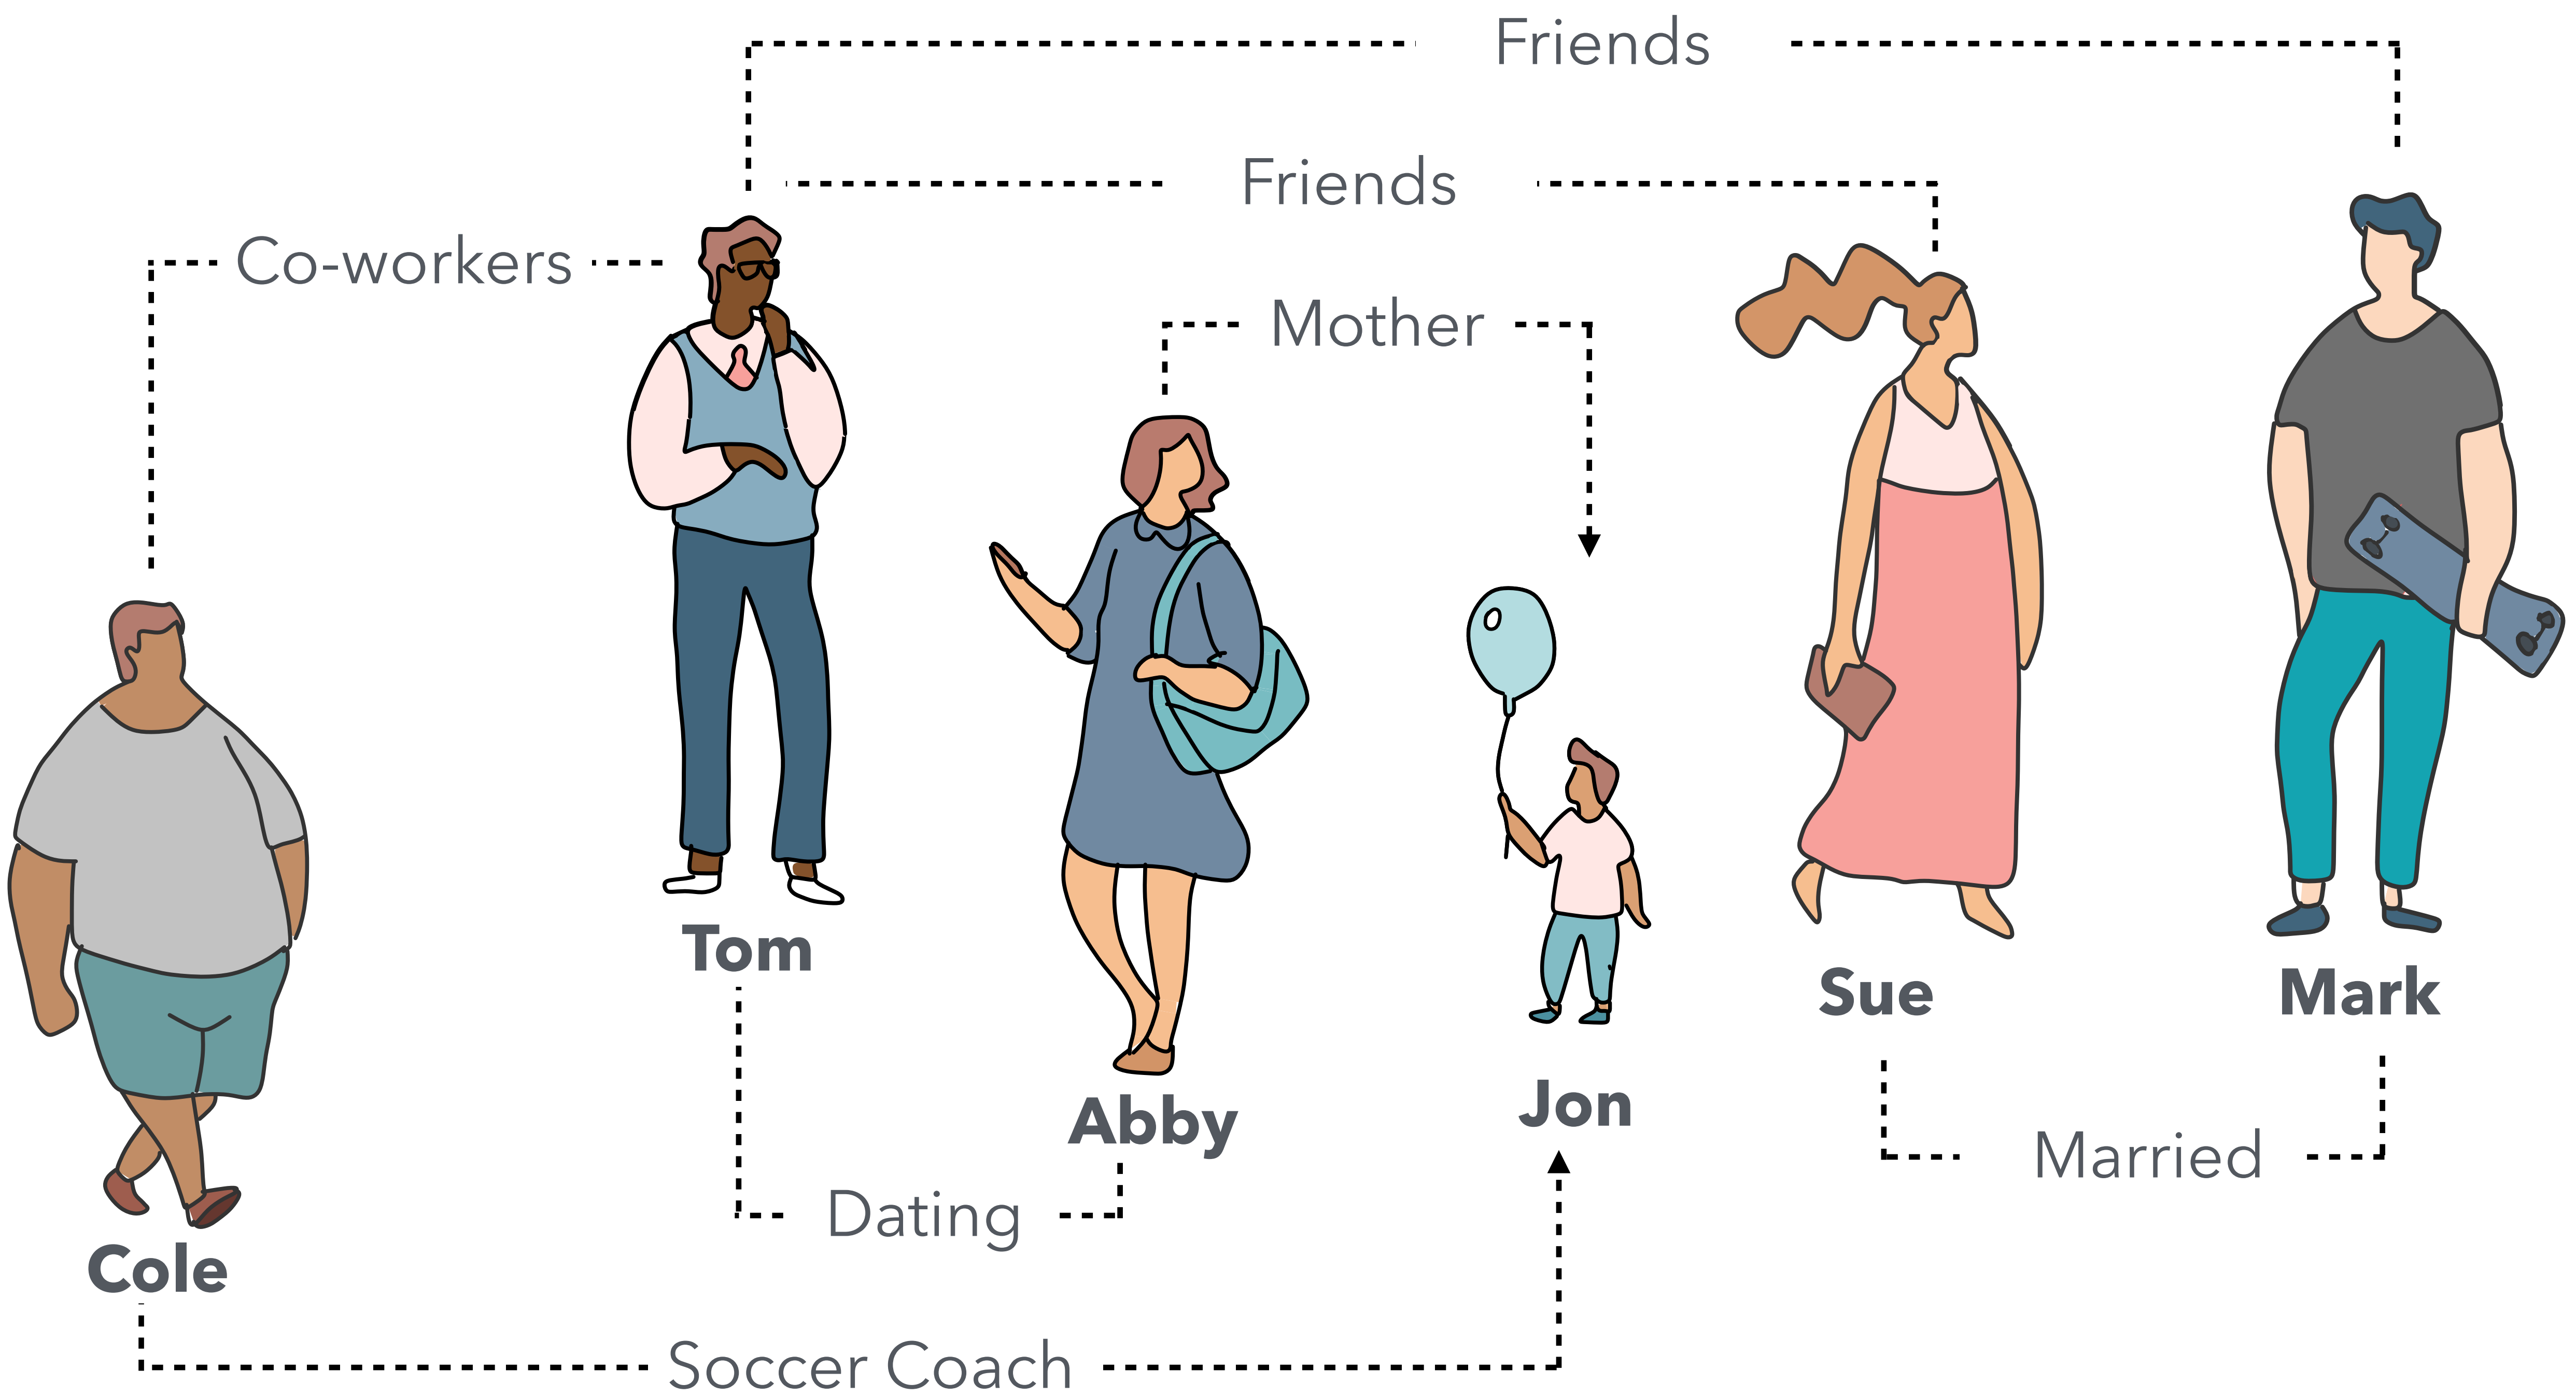 Friends
Friends
Co-workers
Mother
Tom
Sue
Mark
Abby
Jon
Married
Dating
Cole
Soccer Coach